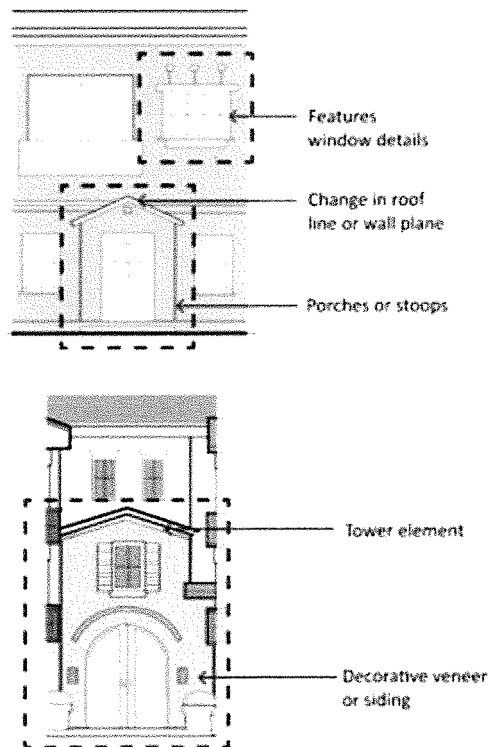 Features
window details
Change in roof
line or wall plane
Porches or stoops
Tower element
Decorative veneer
or siding